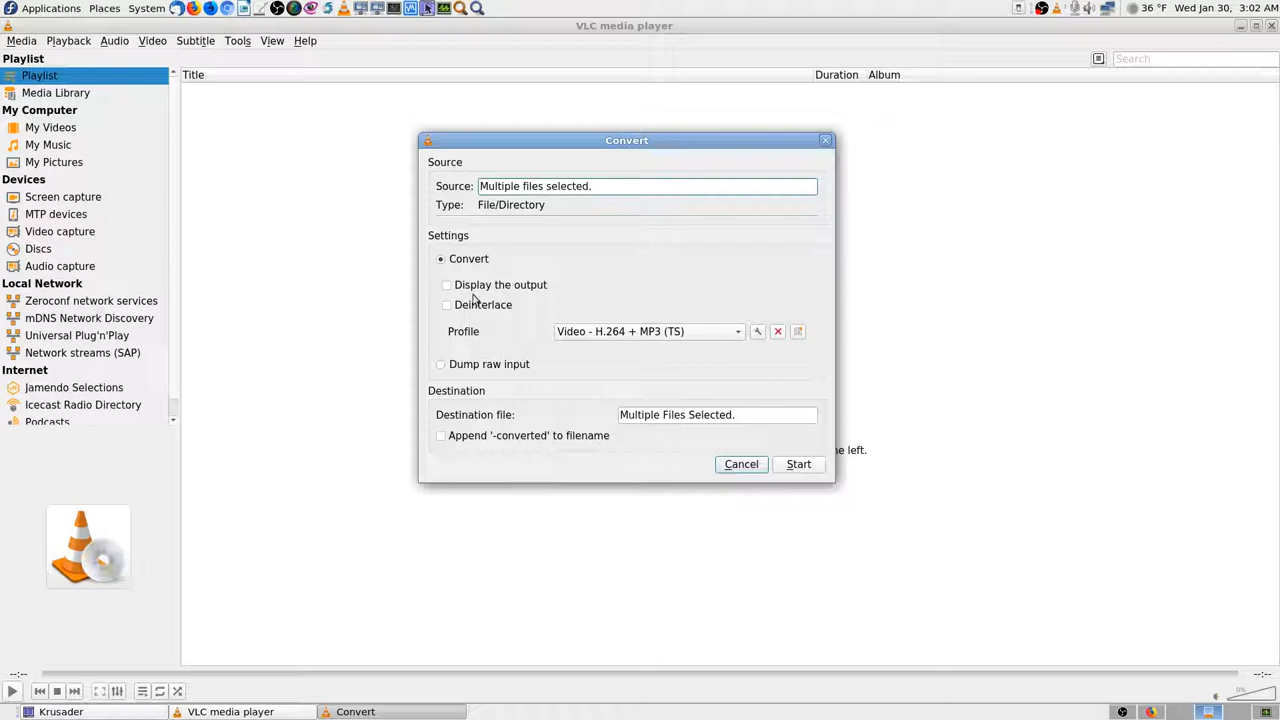 Applications Places System 36 °F Wed Jan 30, 3:02 AM
VLC media player
Media Playback Audio Video Subtitle Tools View Help
Playlist
Search
Playlist
Title Duration Album
Media Library
My Computer
My Videos
My Music
My Pictures
Devices
Screen capture
MTP devices
Video capture
Discs
Audio capture
Local Network
Zeroconf network services
mDNS Network Discovery
Universal Plug'n'Play
Network streams (SAP)
Internet
Jamendo Selections
Icecast Radio Directory
Podcasts
Convert
Source
Source: Multiple files selected.
Type: File/Directory
Settings
Convert
Display the output
Deinterlace
Profile Video - H.264 + MP3 (TS)
Dump raw input
Destination
Destination file: Multiple Files Selected.
Append '-converted' to filename
Cancel Start
e left.
--:-- --:--
0%
Krusader VLC media player Convert